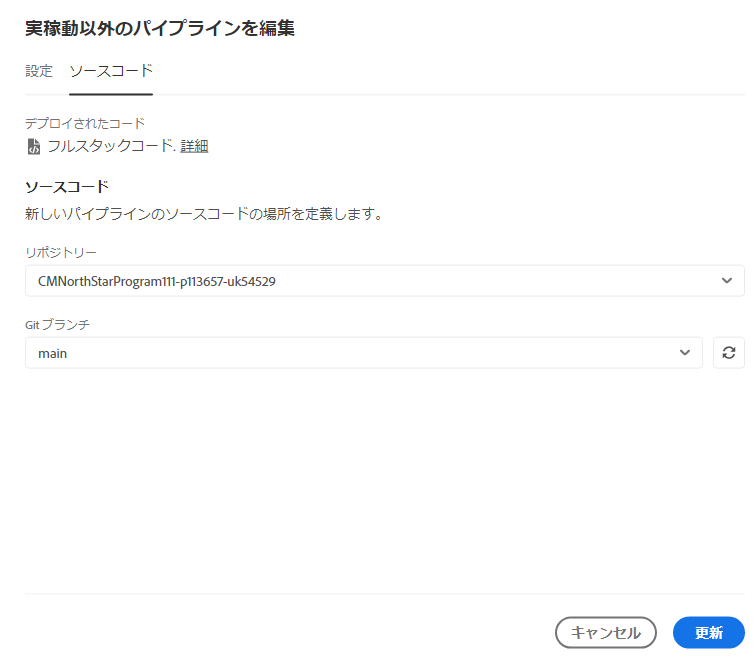 実稼動以外のパイプラインを編集
設定 ソースコード
デプロイされたコード
フルスタックコード. 詳細
ソースコード
新しいパイプラインのソースコードの場所を定義します。
リポジトリー
CMNorthStarProgram111-p113657-uk54529
Git ブランチ
main
キャンセル 更新